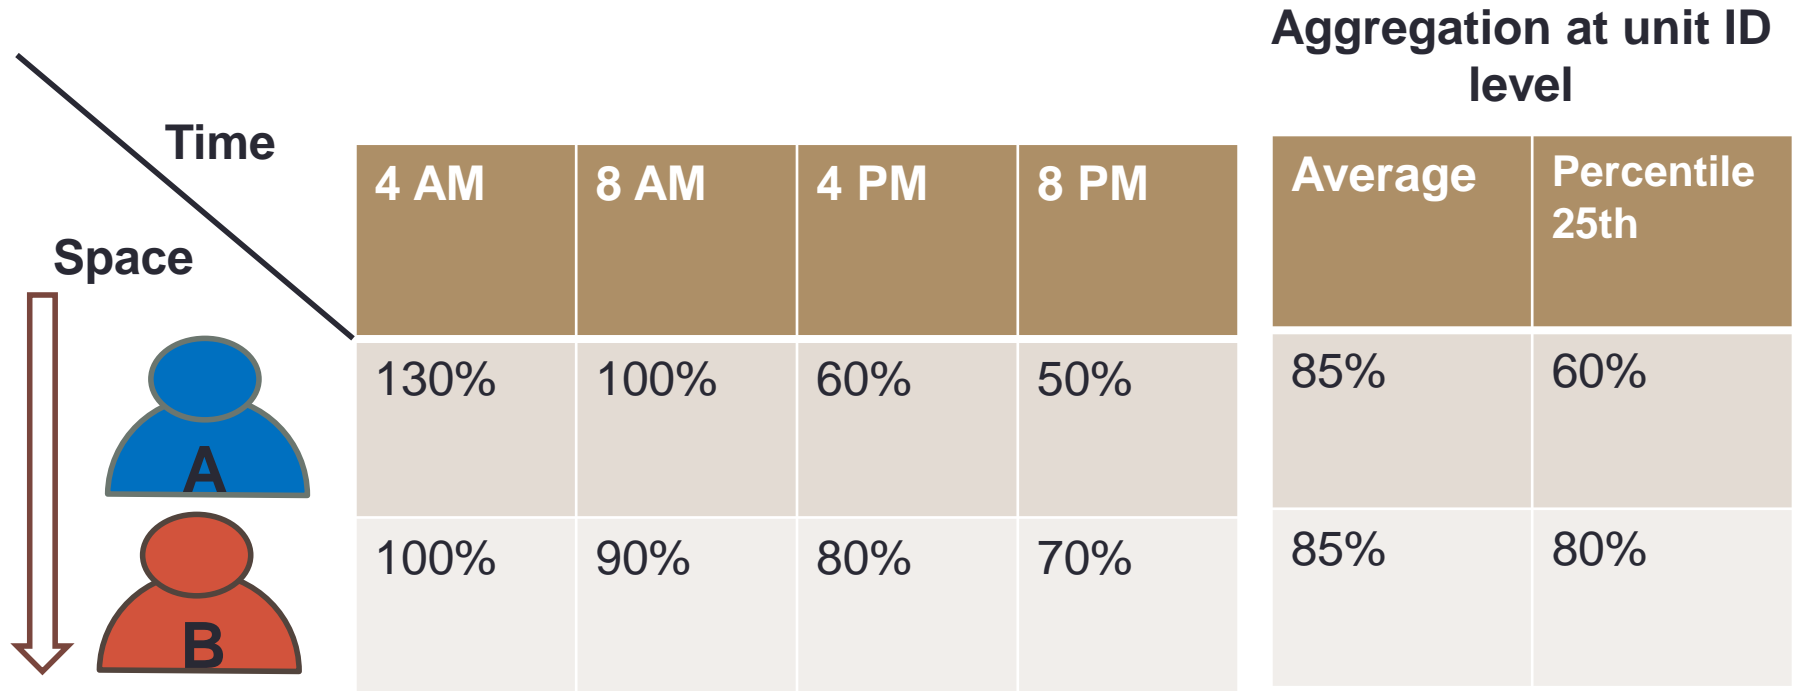 Aggregation at unit ID
level
Time
Space
4 AM 8 AM 4 PM 8 PM
Average Percentile
25th
A 130% 100% 60% 50% 85% 60%
B 100% 90% 80% 70% 85% 80%